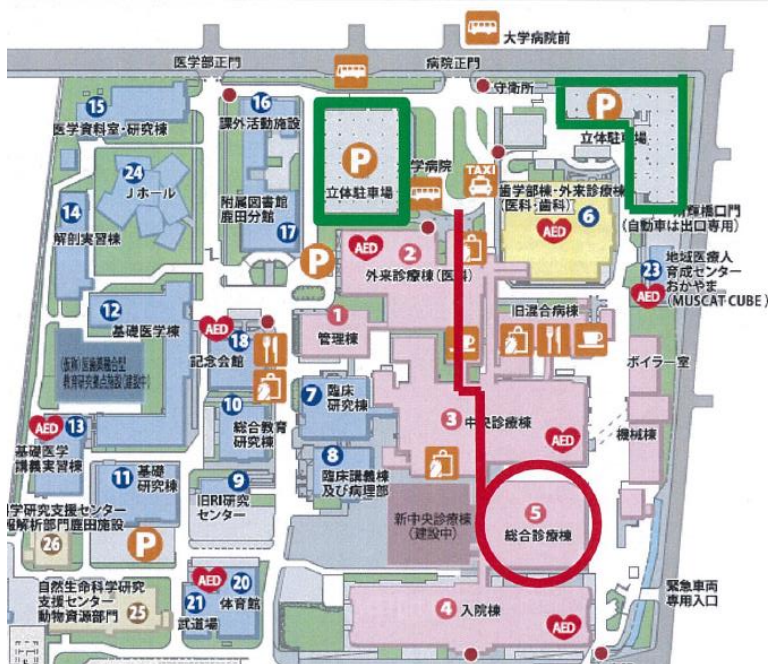 大学病院前
医学部正門
病院正門
守衛所
15
医学資料室・研究棟
16
課外活動施設
P
立体駐車場
学病院
TAXI
P
立体駐車場
歯学部棟・外来診療棟
(医科・歯科)
6
AED
輝橋口門
(自動車は出口専用)
24
Jホール
14
解剖実習棟
附属図書館
鹿田分館
17
P
AED
2
外来診療棟(医科)
23
地域医療人
育成センター
おかやま
(MUSCAT CUBE)
AED
12
基礎医学棟
AED
18
記念会館
1
管理棟
旧混合病棟
ボイラー室
教育研究拠点施設(建設中)
10
総合教育
研究棟
7
臨床
研究棟
3
中央診療棟
AED
機械棟
AED
13
基礎医学
講義実習棟
11
基礎
研究棟
9
旧RI研究
センター
8
臨床講義棟
及び病理部
新中央診療棟
(建設中)
5
総合診療棟
学研究支援センター
解析部門鹿田施設
26
P
自然生命科学研究
支援センター
動物資源部門
25
AED
21
武道場
20
体育館
4
入院棟
AED
緊急車両
専用入口